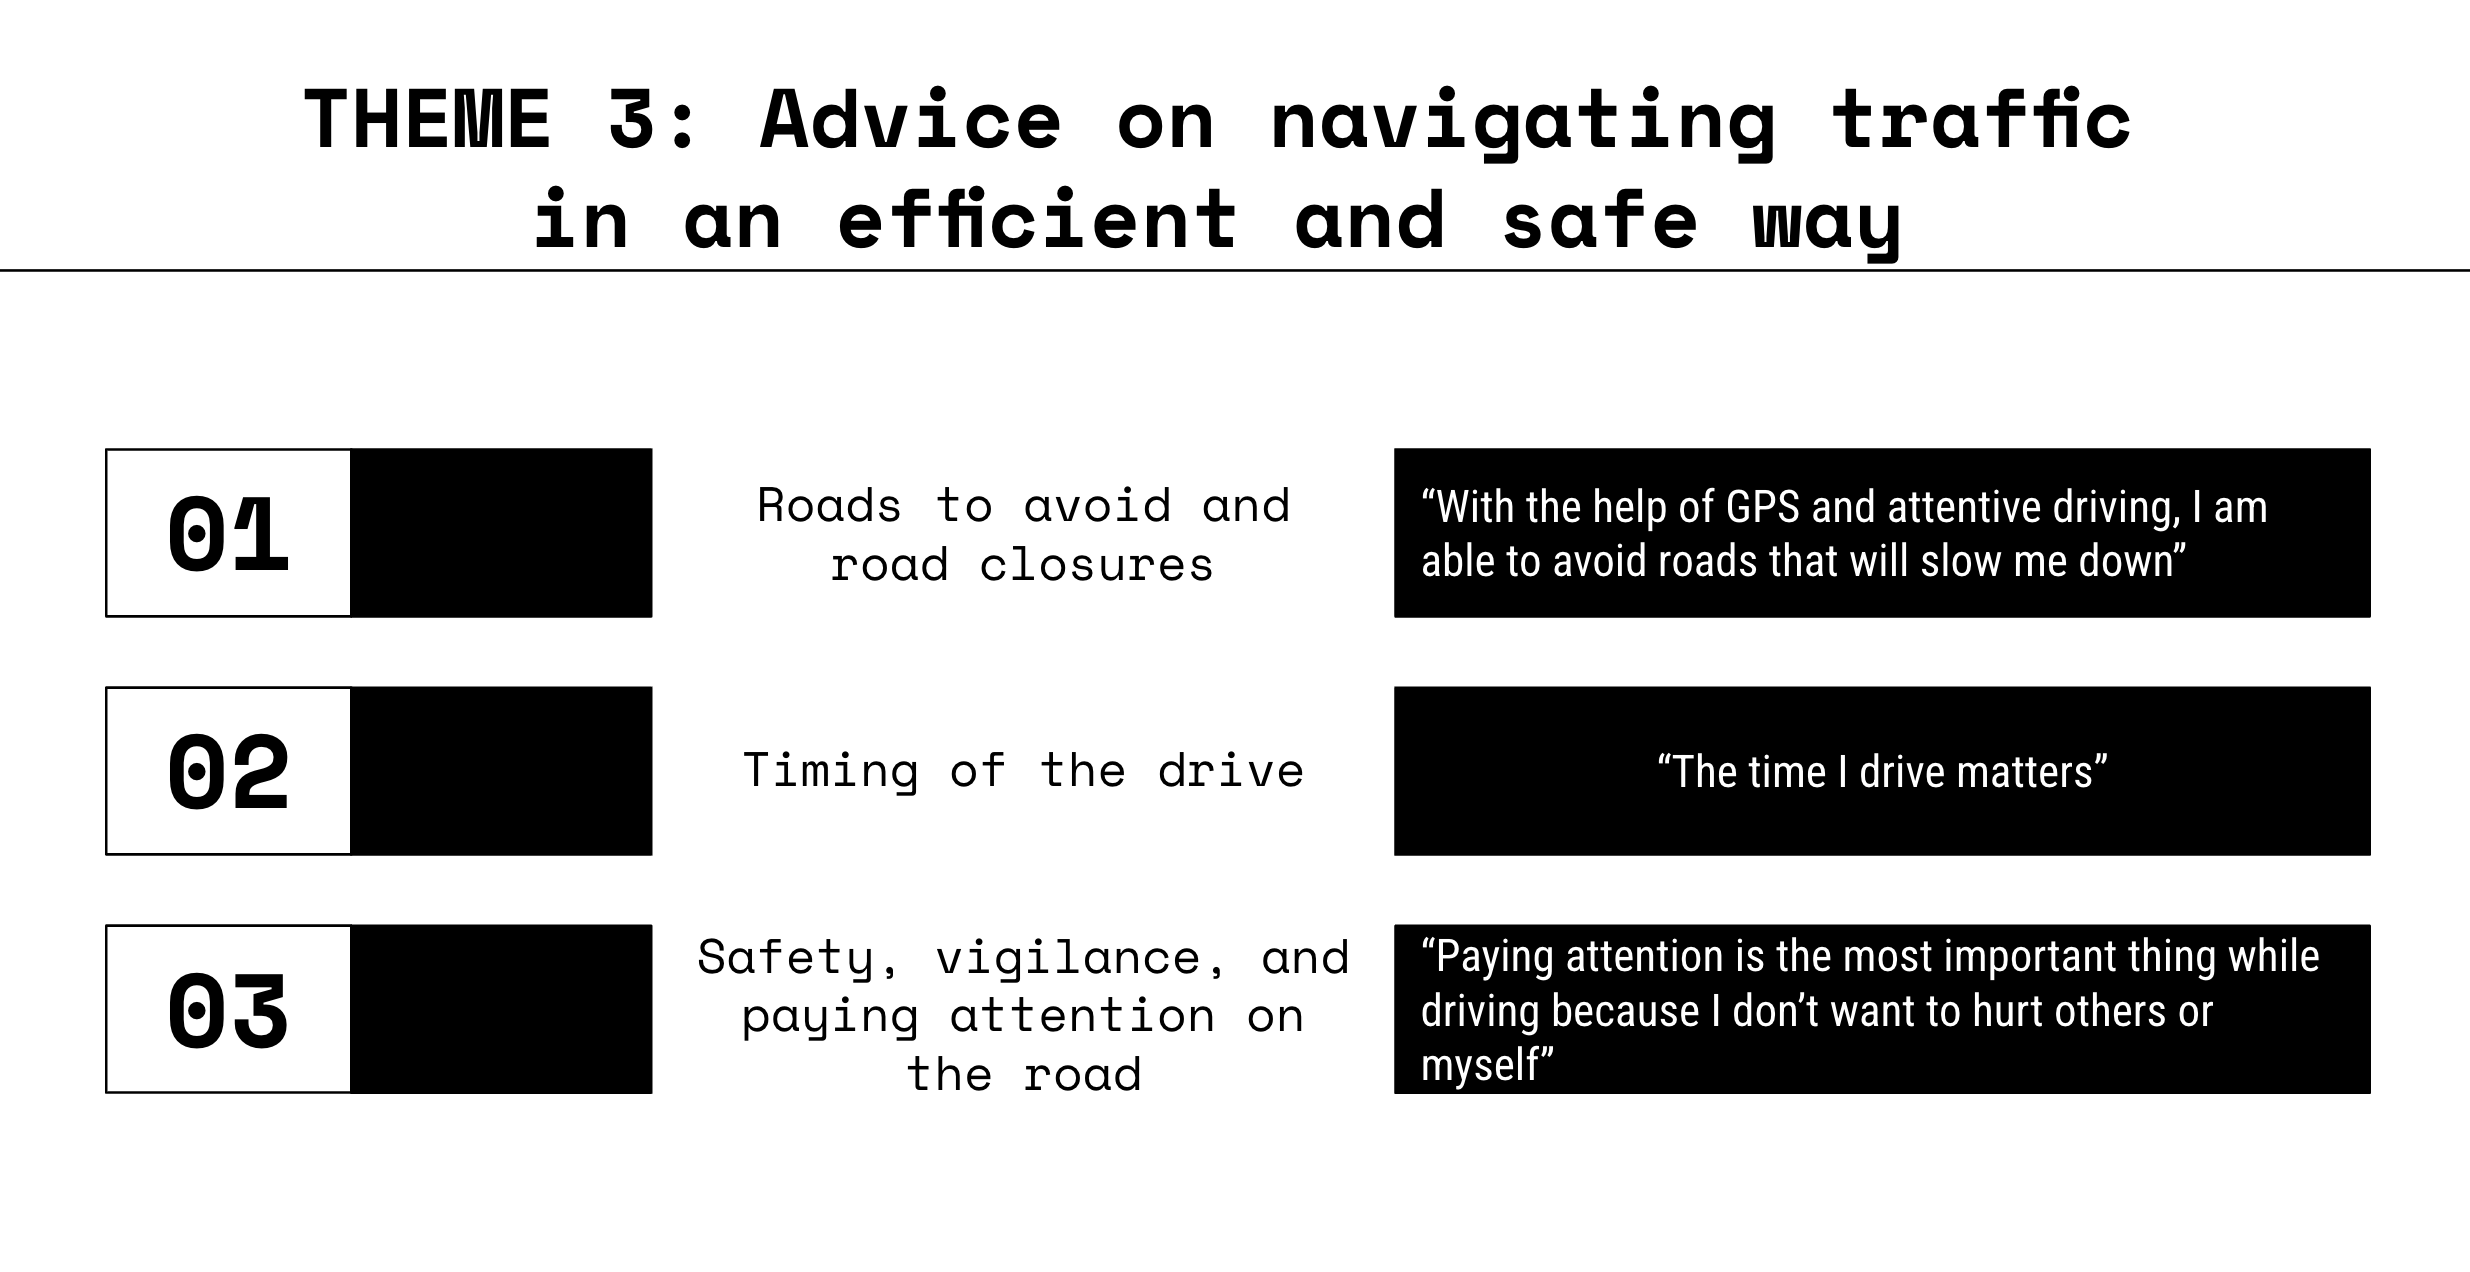 THEME 3: Advice on navigating traffic
in an efficient and safe way
01
Roads to avoid and
road closures
“With the help of GPS and attentive driving, I am
able to avoid roads that will slow me down”
02
Timing of the drive
“The time I drive matters”
03
Safety, vigilance, and
paying attention on
the road
“Paying attention is the most important thing while
driving because I don’t want to hurt others or
myself”